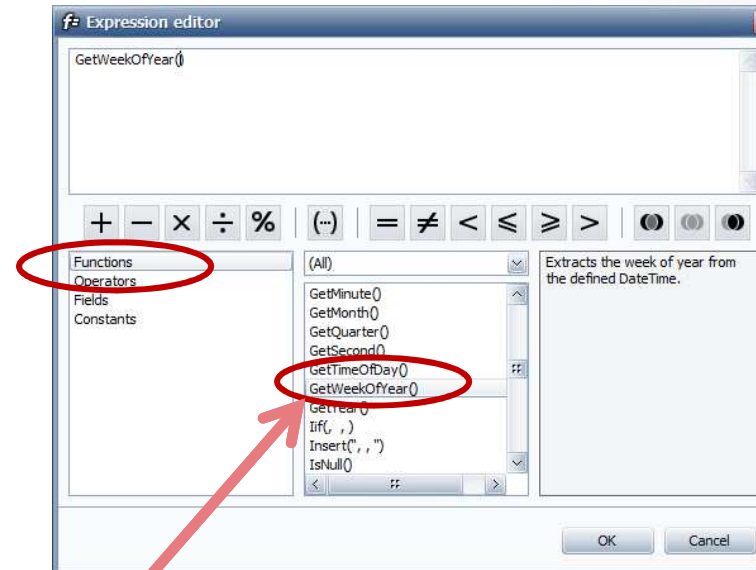 f= Expression editor
GetWeekOfYear()
+ − × ÷ % (...) = ≠ < ≤ ≥ >
Functions
Operators
Fields
Constants
(All)
GetMinute()
GetMonth()
GetQuarter()
GetSecond()
GetTimeOfDay()
GetWeekOfYear()
GetYear()
Iif(, , )
Insert('', , '')
IsNull()
Extracts the week of year from
the defined DateTime.
OK Cancel